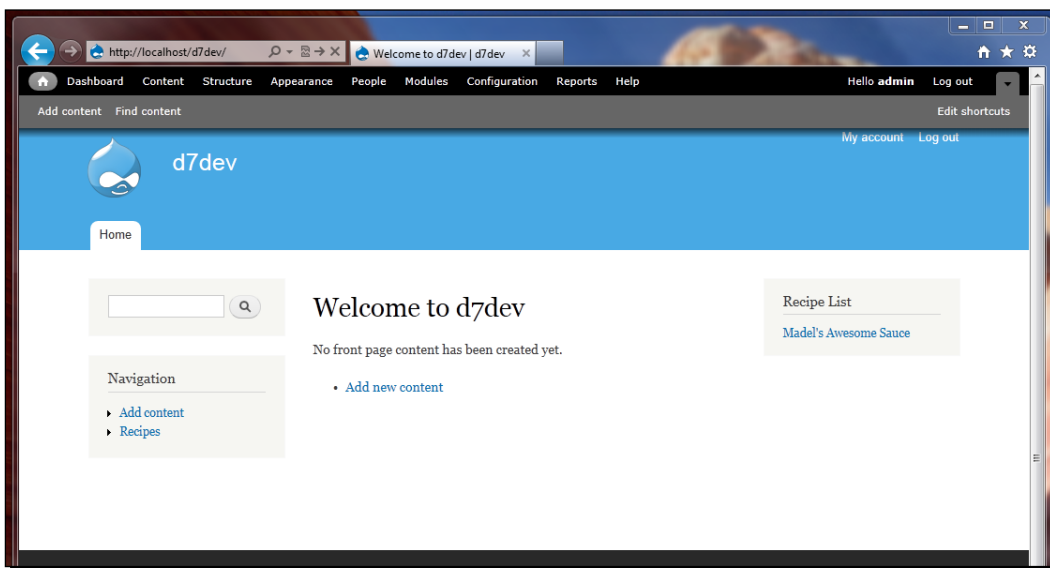 http://localhost/d7dev/
Welcome to d7dev | d7dev
Dashboard Content Structure Appearance People Modules Configuration Reports Help Hello admin Log out
Add content Find content Edit shortcuts
My account Log out
d7dev
Home
Welcome to d7dev
No front page content has been created yet.
• Add new content
Navigation
Add content
Recipes
Recipe List
Madel's Awesome Sauce